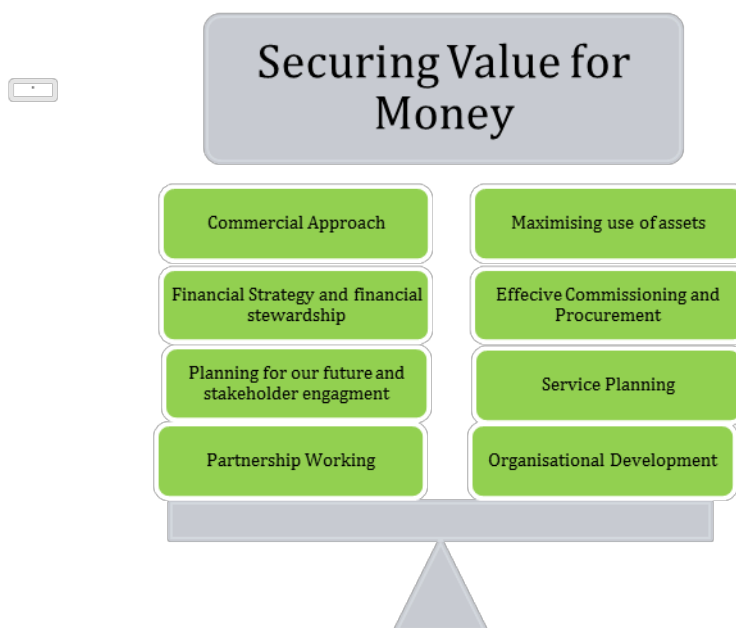 Securing Value for
Money
Commercial Approach
Maximising use of assets
Financial Strategy and financial
stewardship
Effecive Commissioning and
Procurement
Planning for our future and
stakeholder engagment
Service Planning
Partnership Working
Organisational Development